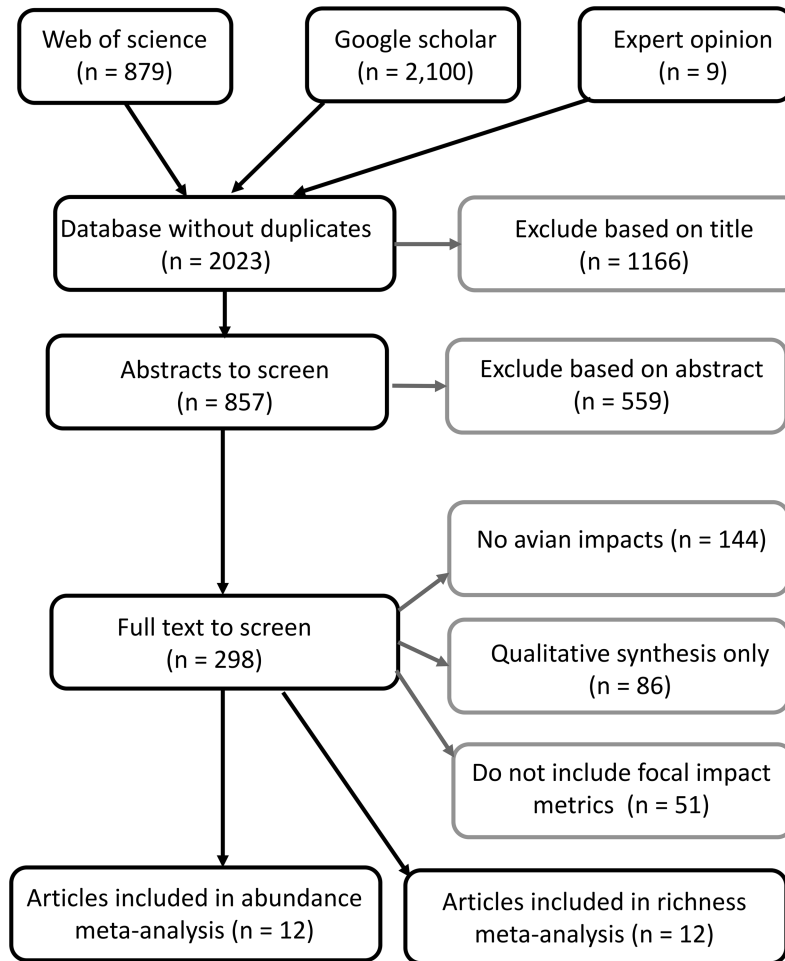 Web of science
(n = 879)
Google scholar
(n = 2,100)
Expert opinion
(n = 9)
Database without duplicates
(n = 2023)
Exclude based on title
(n = 1166)
Abstracts to screen
(n = 857)
Exclude based on abstract
(n = 559)
No avian impacts (n = 144)
Full text to screen
(n = 298)
Qualitative synthesis only
(n = 86)
Do not include focal impact
metrics (n = 51)
Articles included in abundance
meta-analysis (n = 12)
Articles included in richness
meta-analysis (n = 12)